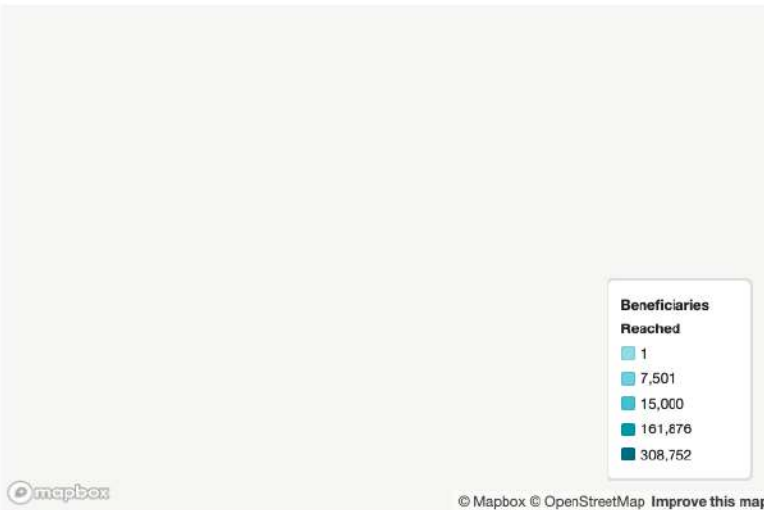 Beneficiaries
Reached
1
7,501
15,000
161,876
308,752
mapbox
© Mapbox © OpenStreetMap Improve this map